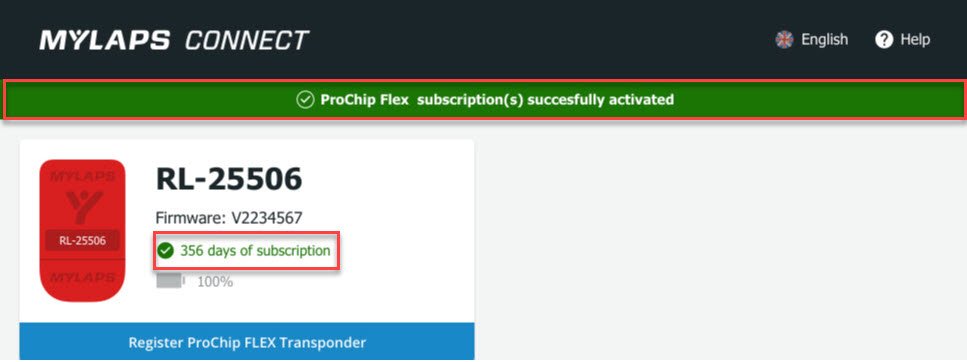 MYLAPS CONNECT
English
Help
ProChip Flex subscription(s) succesfully activated
MYLAPS
RL-25506
MYLAPS
RL-25506
Firmware: V2234567
356 days of subscription
100%
Register ProChip FLEX Transponder